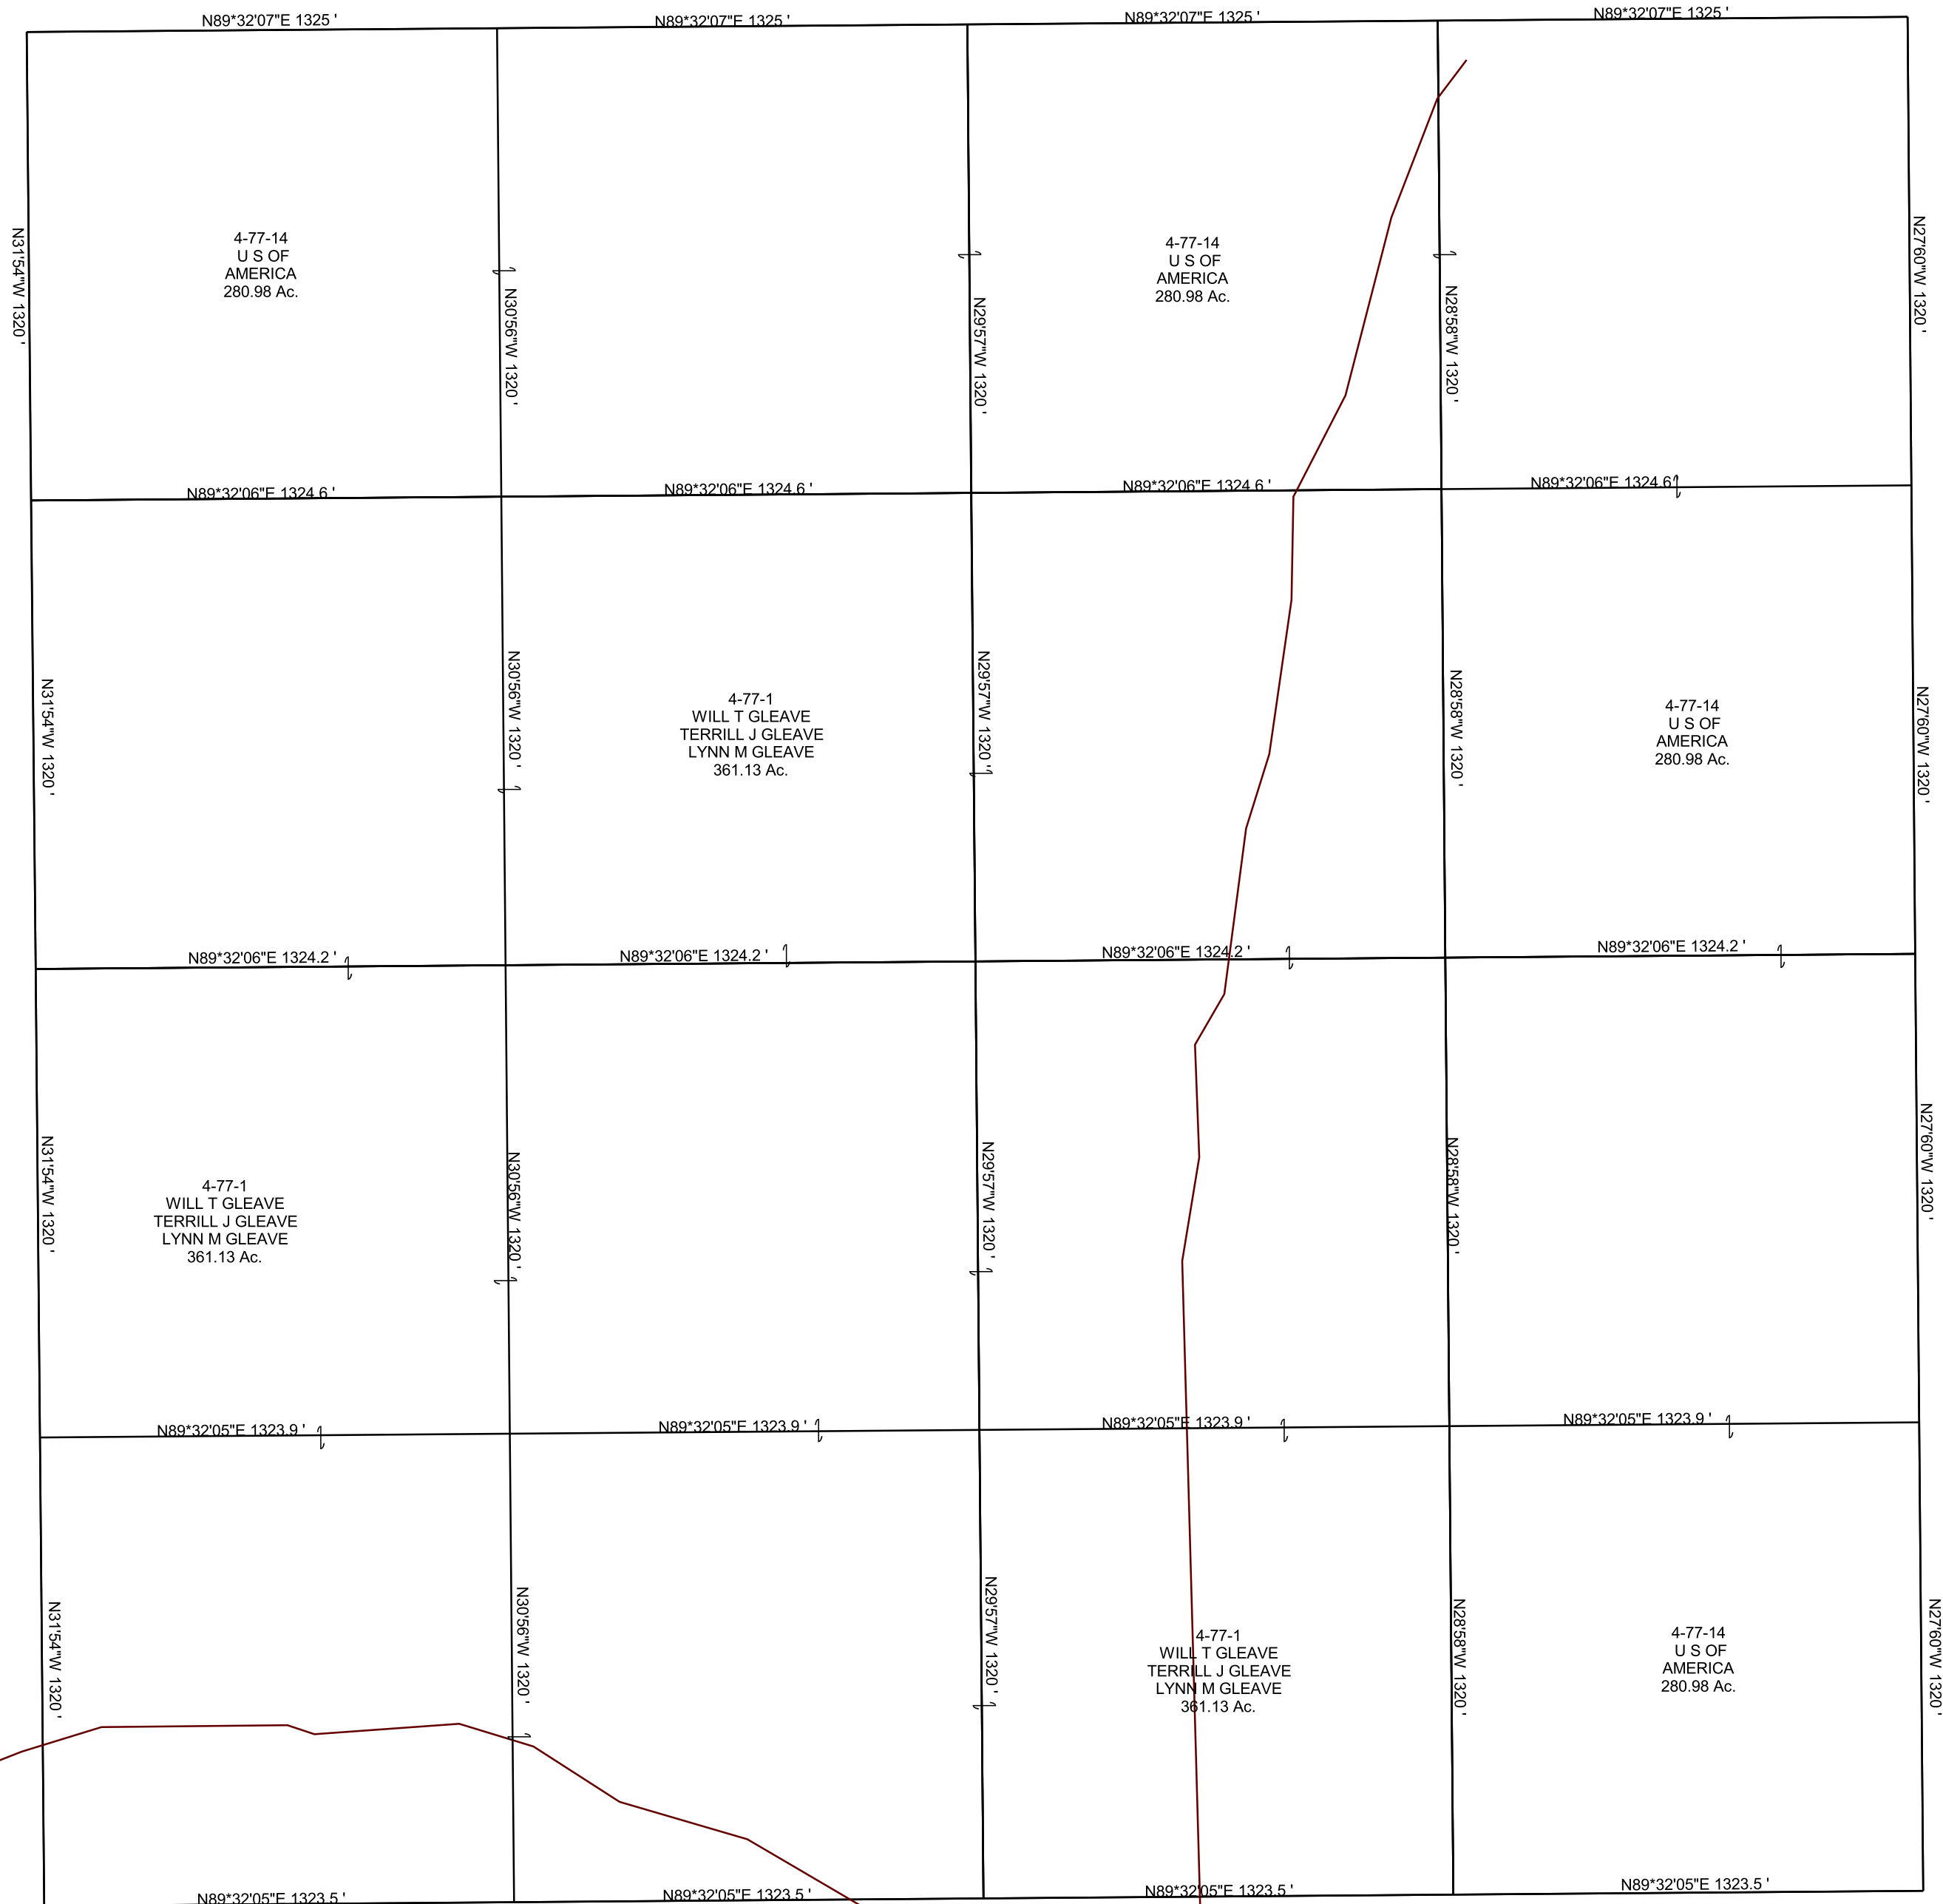 N89*32'07"E 1325 '
N89*32'07"E 1325 '
N89*32'07"E 1325 '
N89*32'07"E 1325 '
N31'54"W 1320 '
4-77-14
U S OF
AMERICA
280.98 Ac.
N30'56"W 1320 '
N29'57"W 1320 '
4-77-14
U S OF
AMERICA
280.98 Ac.
N28'58"W 1320 '
N27'60"W 1320 '
N89*32'06"E 1324.6 '
N89*32'06"E 1324.6 '
N89*32'06"E 1324.6 '
N89*32'06"E 1324.6 '
N31'54"W 1320 '
N30'56"W 1320 '
4-77-1
WILL T GLEAVE
TERRILL J GLEAVE
LYNN M GLEAVE
361.13 Ac.
N29'57"W 1320 '
N28'58"W 1320 '
4-77-14
U S OF
AMERICA
280.98 Ac.
N27'60"W 1320 '
N89*32'06"E 1324.2 '
N89*32'06"E 1324.2 '
N89*32'06"E 1324.2 '
N89*32'06"E 1324.2 '
N31'54"W 1320 '
4-77-1
WILL T GLEAVE
TERRILL J GLEAVE
LYNN M GLEAVE
361.13 Ac.
N30'56"W 1320 '
N29'57"W 1320 '
N28'58"W 1320 '
N27'60"W 1320 '
N89*32'05"E 1323.9 '
N89*32'05"E 1323.9 '
N89*32'05"E 1323.9 '
N89*32'05"E 1323.9 '
N31'54"W 1320 '
N30'56"W 1320 '
N29'57"W 1320 '
4-77-1
WILL T GLEAVE
TERRILL J GLEAVE
LYNN M GLEAVE
361.13 Ac.
N28'58"W 1320 '
4-77-14
U S OF
AMERICA
280.98 Ac.
N27'60"W 1320 '
N89*32'05"E 1323.5 '
N89*32'05"E 1323.5 '
N89*32'05"E 1323.5 '
N89*32'05"E 1323.5 '